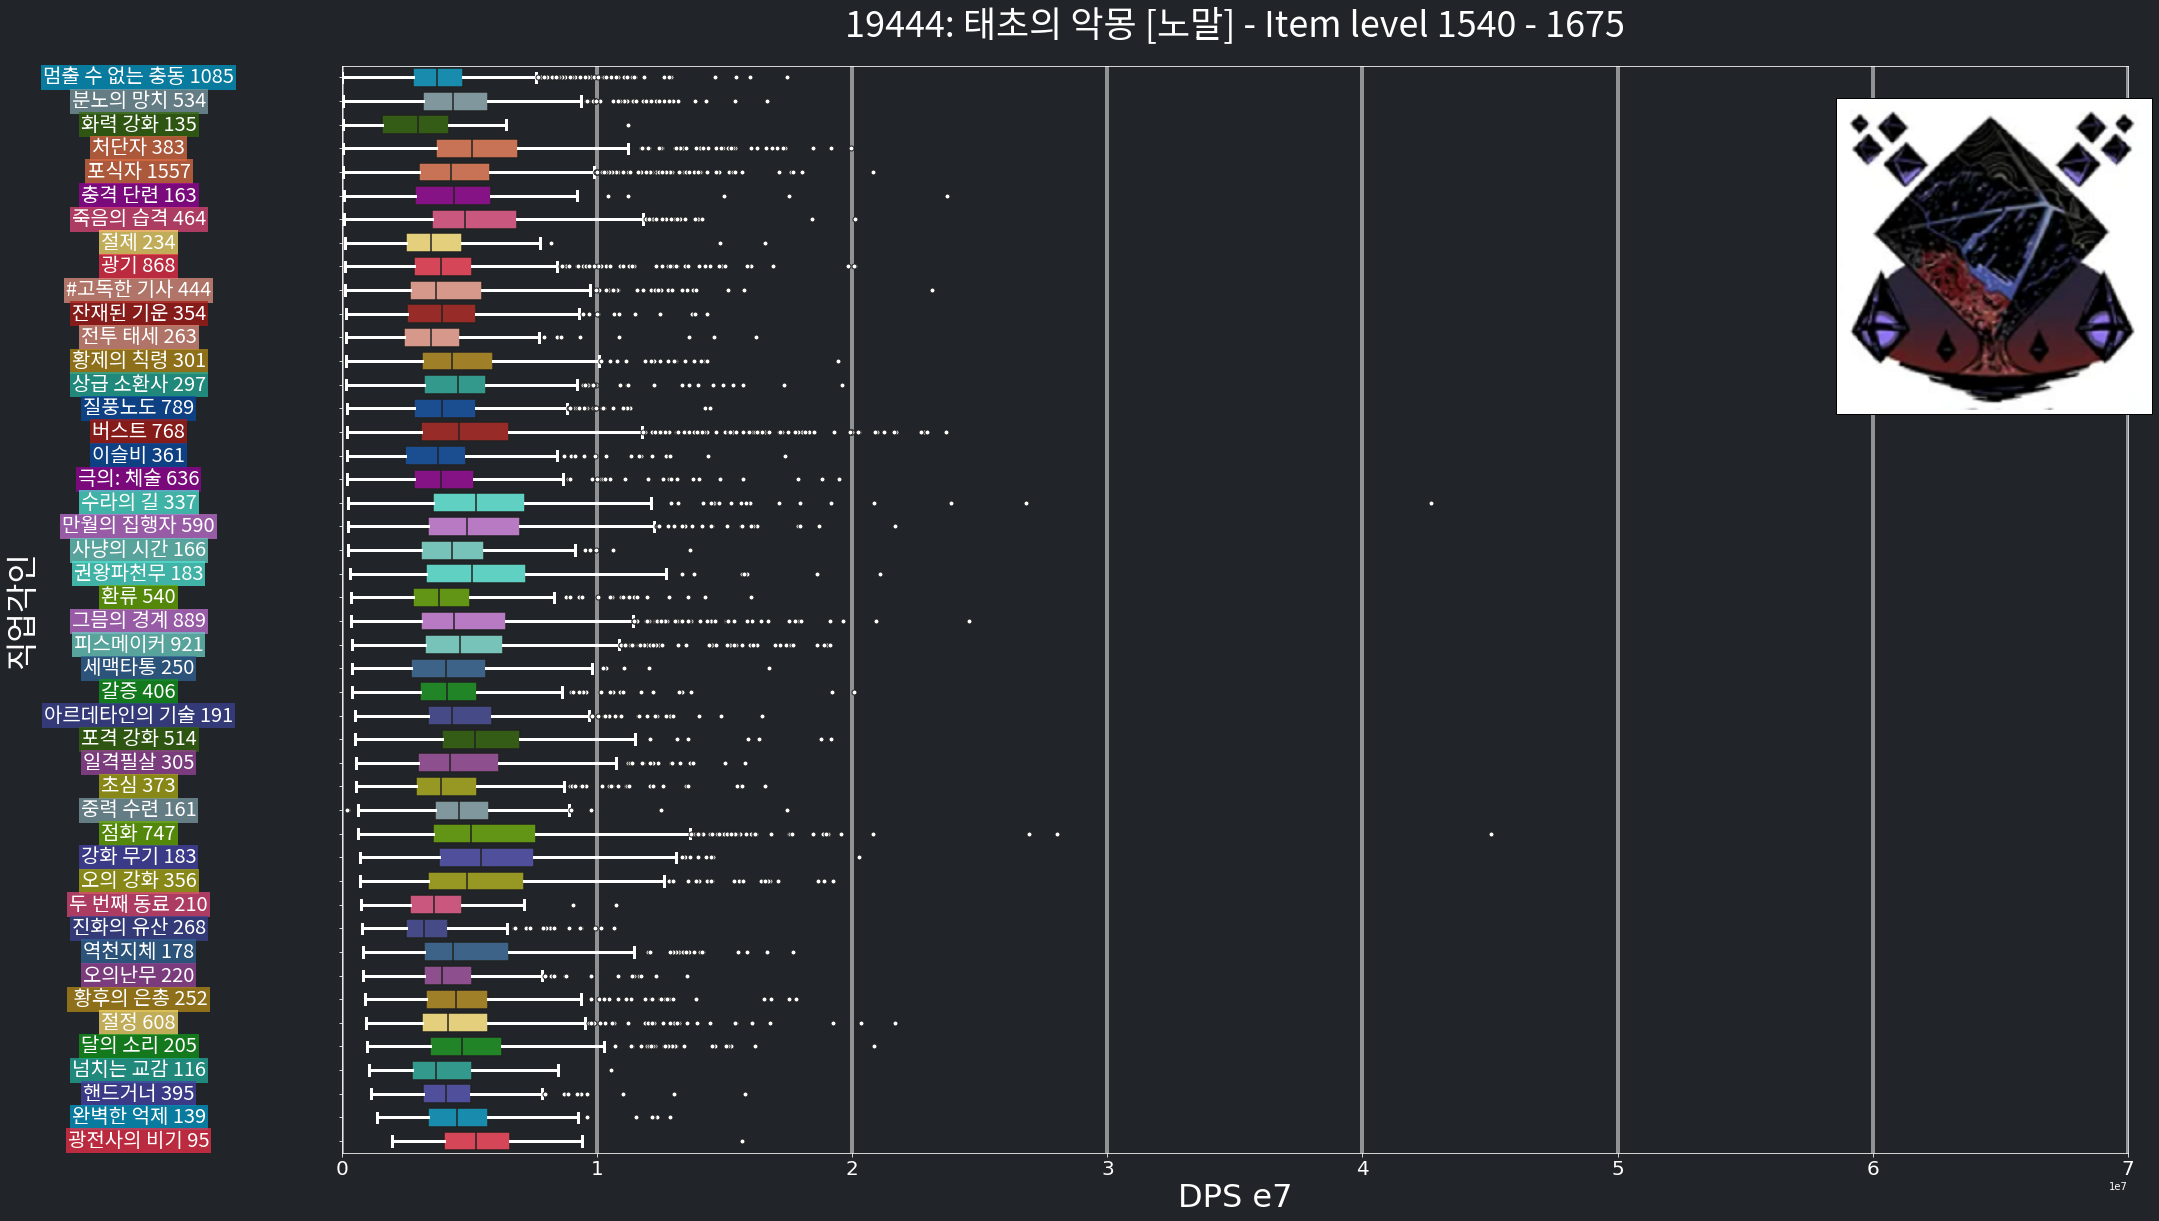 19444: 태초의 악몽 [노말] - Item level 1540 - 1675
멈출 수 없는 충동 1085
분노의 망치 534
화력 강화 135
처단자 383
포식자 1557
충격 단련 163
죽음의 습격 464
절제 234
광기 868
#고독한 기사 444
잔재된 기운 354
전투 태세 263
황제의 칙령 301
상급 소환사 297
질풍노도 789
버스트 768
이슬비 361
극의: 체술 636
수라의 길 337
만월의 집행자 590
사냥의 시간 166
권왕파천무 183
환류 540
그믐의 경계 889
피스메이커 921
세맥타통 250
갈증 406
아르데타인의 기술 191
포격 강화 514
일격필살 305
초심 373
중력 수련 161
점화 747
강화 무기 183
오의 강화 356
두 번째 동료 210
진화의 유산 268
역천지체 178
오의난무 220
황후의 은총 252
절정 608
달의 소리 205
넘치는 교감 116
핸드거너 395
완벽한 억제 139
광전사의 비기 95
직업각인
0 1 2 3 4 5 6 7
1e7
DPS e7